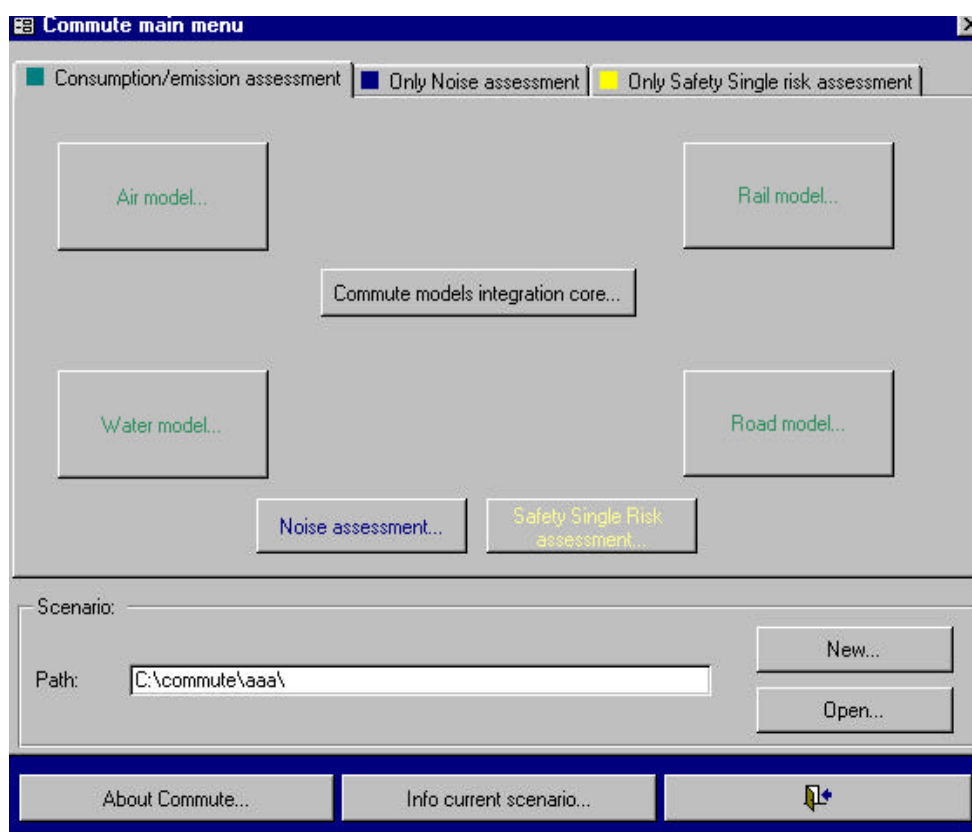 Commute main menu
Consumption/emission assessment
Only Noise assessment
Only Safety Single risk assessment
Air model...
Rail model...
Commute models integration core...
Water model...
Road model...
Noise assessment...
Safety Single Risk
assessment...
Scenario:
New...
Path:
C:\commute\aaa\
Open...
About Commute...
Info current scenario...